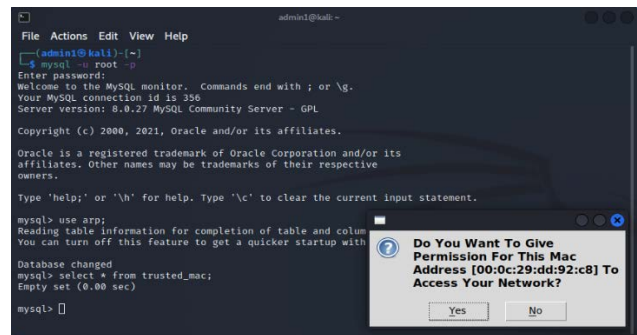 admin1@kali: ~
File Actions Edit View Help
(admin1㉿kali)-[~]
$ mysql -u root -p
Enter password:
Welcome to the MySQL monitor. Commands end with ; or \g.
Your MySQL connection id is 356
Server version: 8.0.27 MySQL Community Server - GPL
Copyright (c) 2000, 2021, Oracle and/or its affiliates.
Oracle is a registered trademark of Oracle Corporation and/or its
affiliates. Other names may be trademarks of their respective
owners.
Type 'help;' or '\h' for help. Type '\c' to clear the current input statement.
mysql> use arp;
Reading table information for completion of table and colum
You can turn off this feature to get a quicker startup with
Database changed
mysql> select * from trusted_mac;
Empty set (0.00 sec)
mysql>
Do You Want To Give
Permission For This Mac
Address [00:0c:29:dd:92:c8] To
Access Your Network?
Yes No